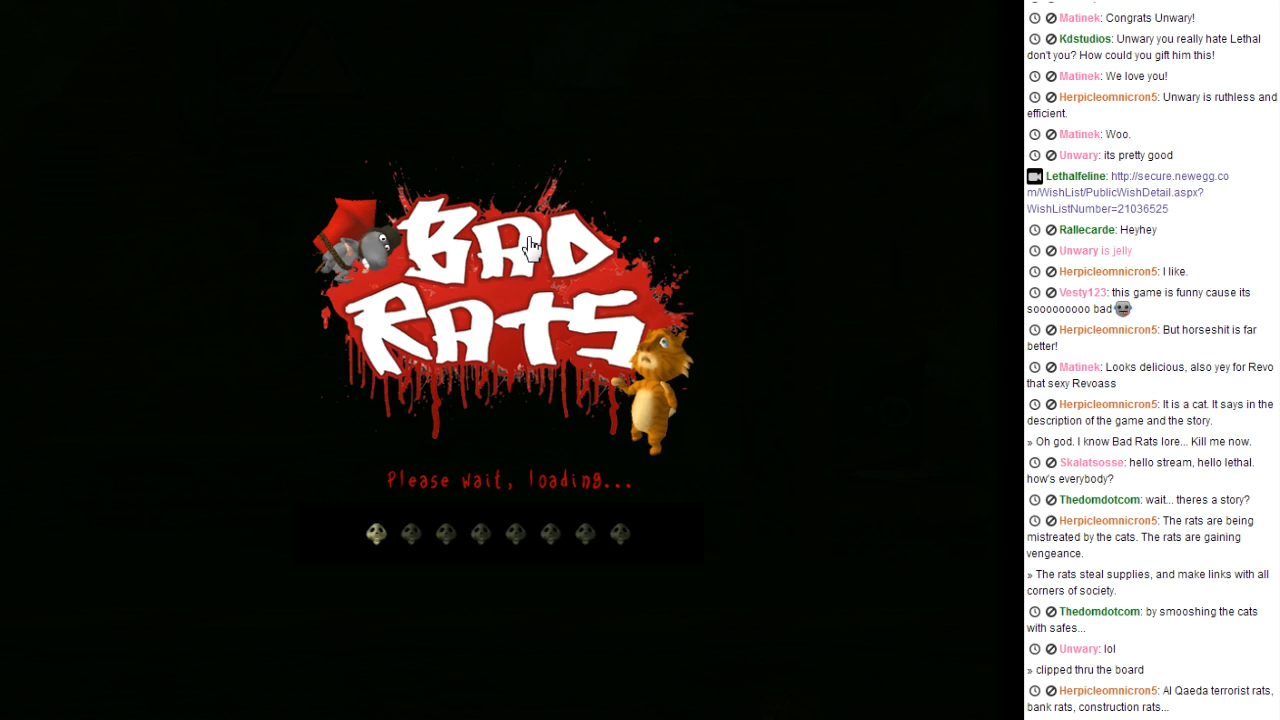 BAD
RATS
Please wait, loading...
Matinek: Congrats Unwary!
Kdstudios: Unwary you really hate Lethal
don't you? How could you gift him this!
Matinek: We love you!
Herpicleomnicron5: Unwary is ruthless and
efficient.
Matinek: Woo.
Unwary: its pretty good
Lethalfeline: http://secure.newegg.co
m/WishList/PublicWishDetail.aspx?
WishListNumber=21036525
Rallecarde: Heyhey
Unwary is jelly
Herpicleomnicron5: I like.
Vesty123: this game is funny cause its
sooooooooo bad
Herpicleomnicron5: But horseshit is far
better!
Matinek: Looks delicious, also yey for Revo
that sexy Revoass
Herpicleomnicron5: It is a cat. It says in the
description of the game and the story.
» Oh god. I know Bad Rats lore... Kill me now.
Skalatsosse: hello stream, hello lethal.
how's everybody?
Thedomdotcom: wait... theres a story?
Herpicleomnicron5: The rats are being
mistreated by the cats. The rats are gaining
vengeance.
» The rats steal supplies, and make links with all
corners of society.
Thedomdotcom: by smooshing the cats
with safes...
Unwary: lol
» clipped thru the board
Herpicleomnicron5: Al Qaeda terrorist rats,
bank rats, construction rats...